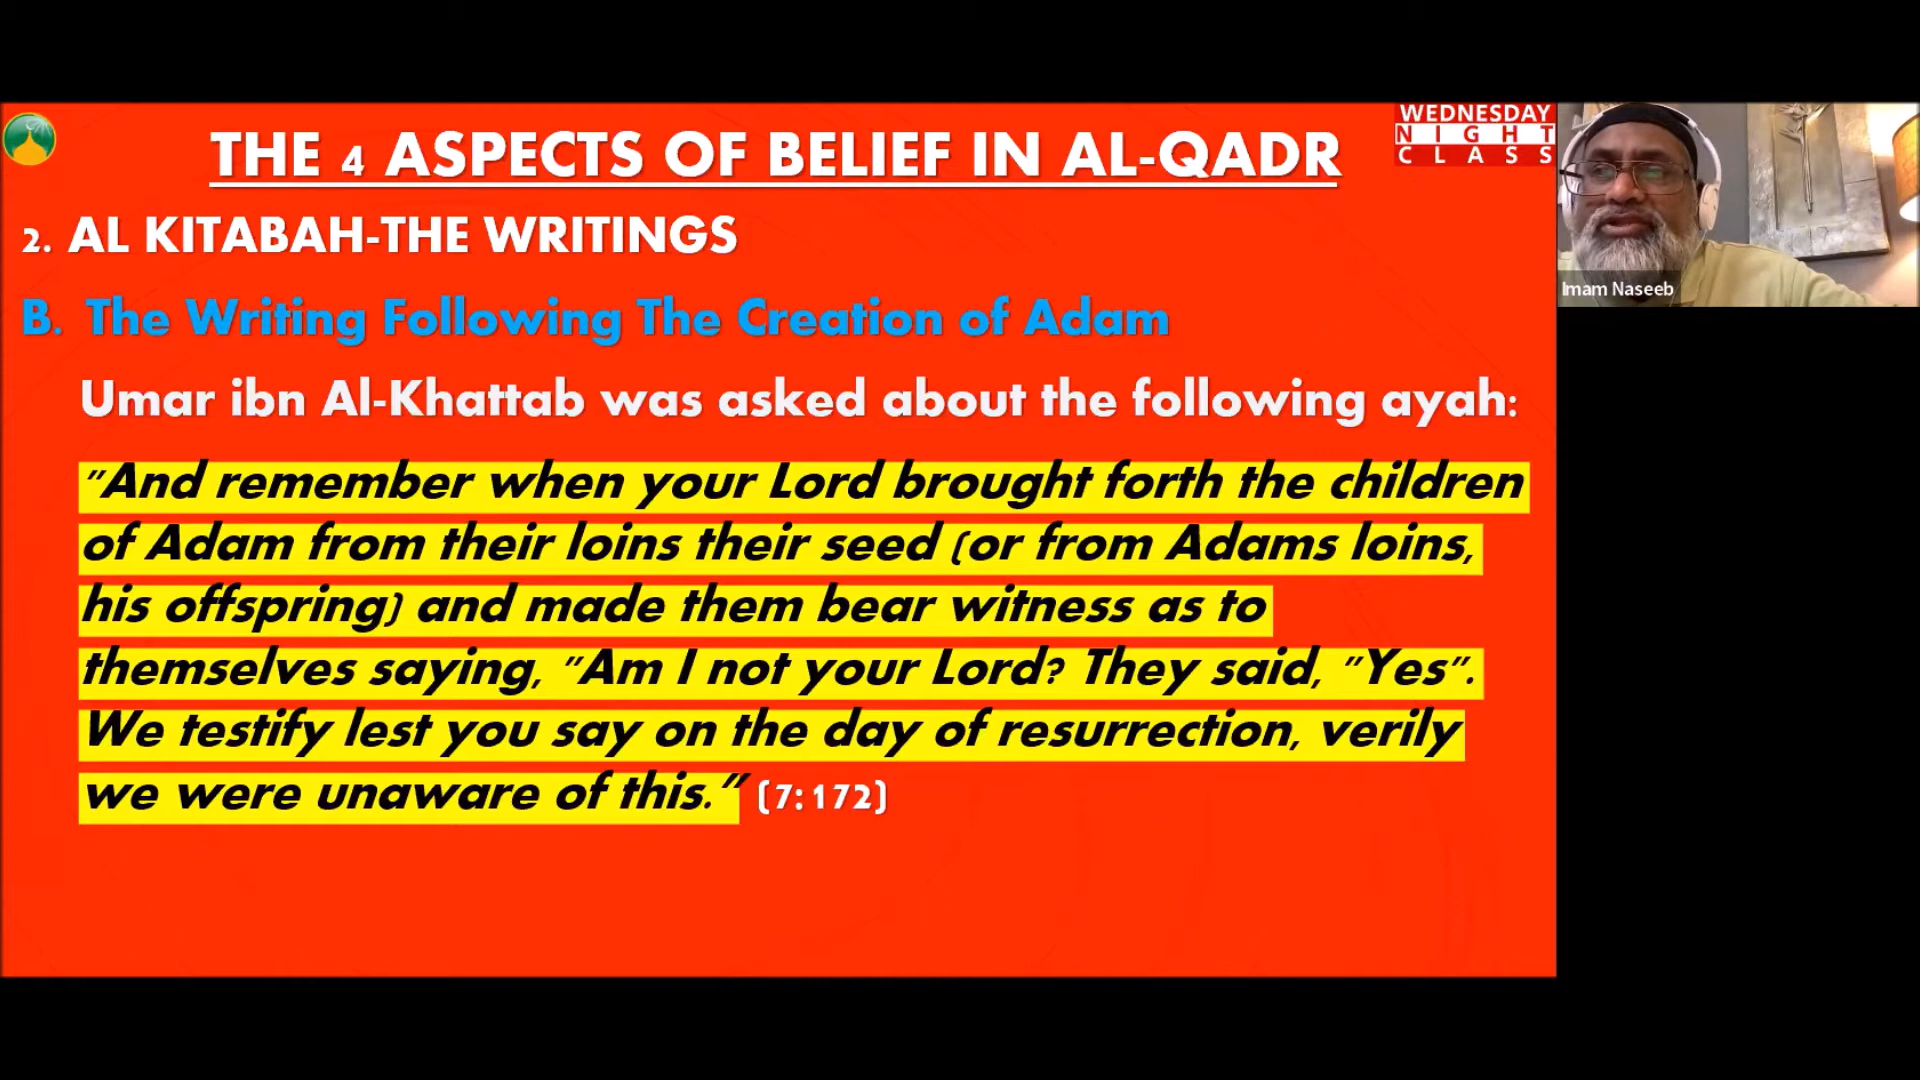 THE 4 ASPECTS OF BELIEF IN AL-QADR
WEDNESDAY
NIGHT
CLASS
2. AL KITABAH-THE WRITINGS
B. The Writing Following The Creation of Adam
Umar ibn Al-Khattab was asked about the following ayah:
"And remember when your Lord brought forth the children
of Adam from their loins their seed (or from Adams loins,
his offspring) and made them bear witness as to
themselves saying, "Am I not your Lord? They said, "Yes".
We testify lest you say on the day of resurrection, verily
we were unaware of this." (7:172)
Imam Naseeb